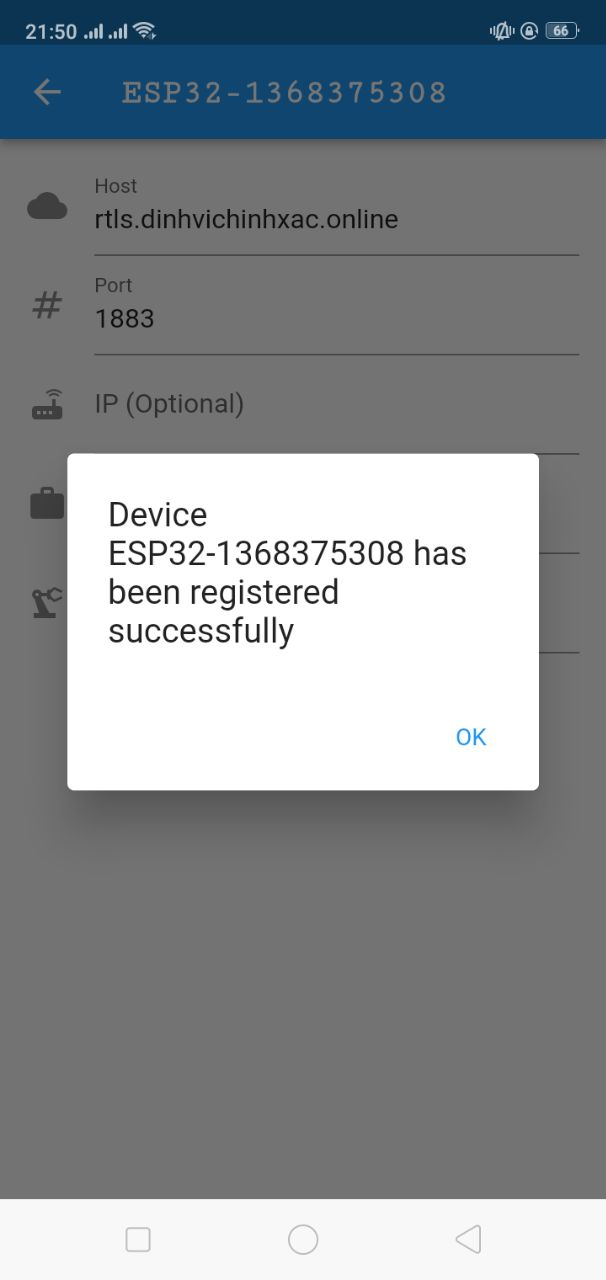 21:50
66
ESP32-1368375308
Host
rtls.dinhvichinhxac.online
Port
1883
IP (Optional)
Device
ESP32-1368375308 has
been registered
successfully
OK